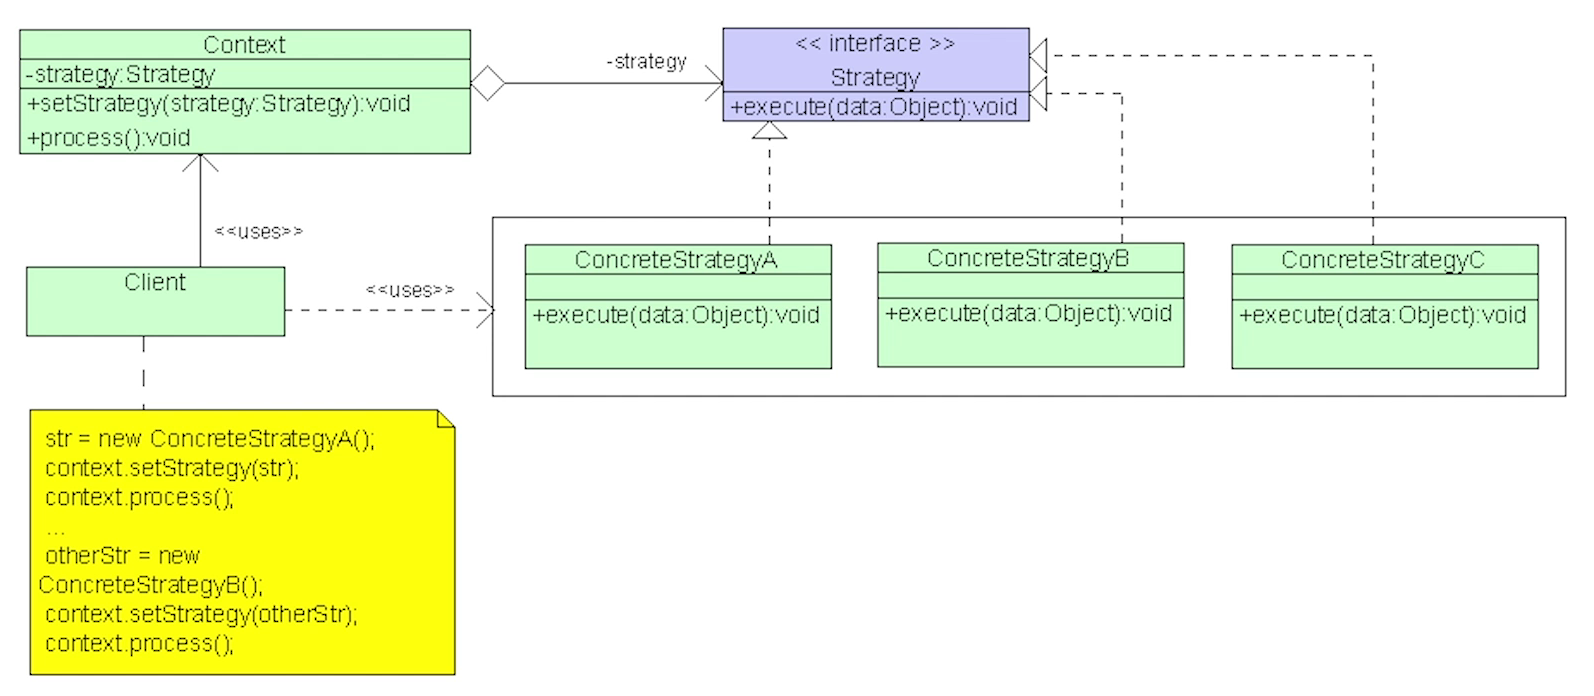 Context
-strategy:Strategy
+setStrategy(strategy:Strategy):void
+process():void
-strategy
<< interface >>
Strategy
+execute(data:Object):void
<<uses>>
Client
<<uses>>
ConcreteStrategyA
+execute(data:Object):void
ConcreteStrategyB
+execute(data:Object):void
ConcreteStrategyC
+execute(data:Object):void
str = new ConcreteStrategyA();
context.setStrategy(str);
context.process();
...
otherStr = new
ConcreteStrategyB();
context.setStrategy(otherStr);
context.process();